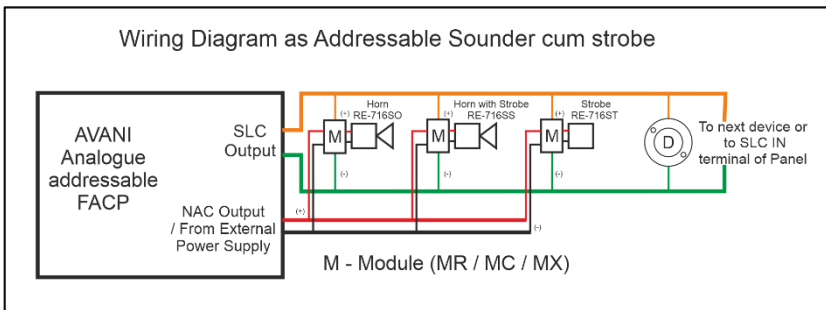 Wiring Diagram as Addressable Sounder cum strobe
AVANI
Analogue
addressable
FACP
SLC
Output
NAC Output
/ From External
Power Supply
(+)
Horn
RE-716SO
(+)
M
(-)
Horn with Strobe
RE-716SS
(+)
M
(-)
Strobe
RE-716ST
(+)
M
(-)
(-)
D
To next device or
to SLC IN
terminal of Panel
M - Module (MR / MC / MX)